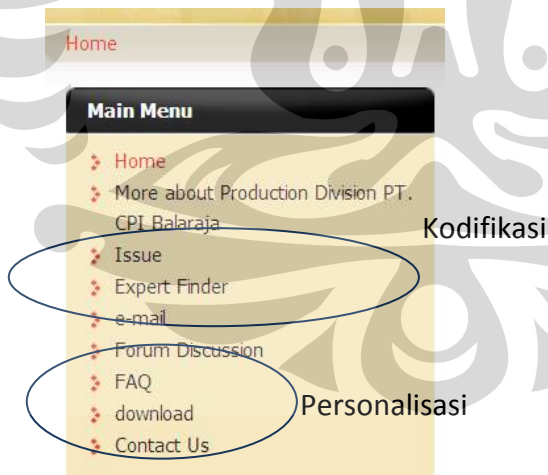 Home
Main Menu
Home
More about Production Division PT.
CPI Balaraja
Kodifikasi
Issue
Expert Finder
e-mail
Forum Discussion
FAQ
download
Personalisasi
Contact Us